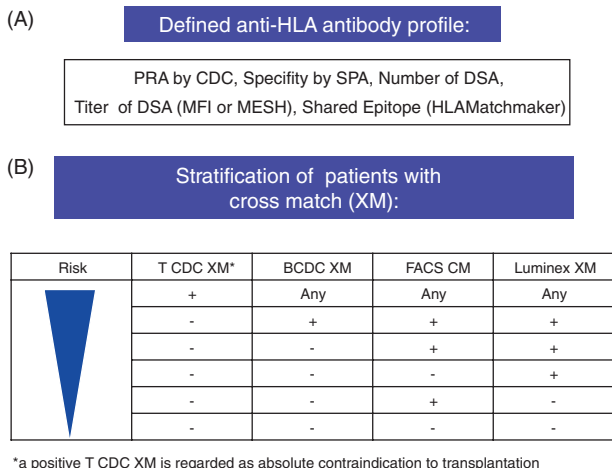 (A)
Defined anti-HLA antibody profile:
PRA by CDC, Specifity by SPA, Number of DSA,
Titer of DSA (MFI or MESH), Shared Epitope (HLAMatchmaker)
(B)
Stratification of patients with
cross match (XM):
Risk T CDC XM* BCDC XM FACS CM Luminex XM
+ Any Any Any
- + + +
- - + +
- - - +
- - + -
- - - -
*a positive T CDC XM is regarded as absolute contraindication to transplantation